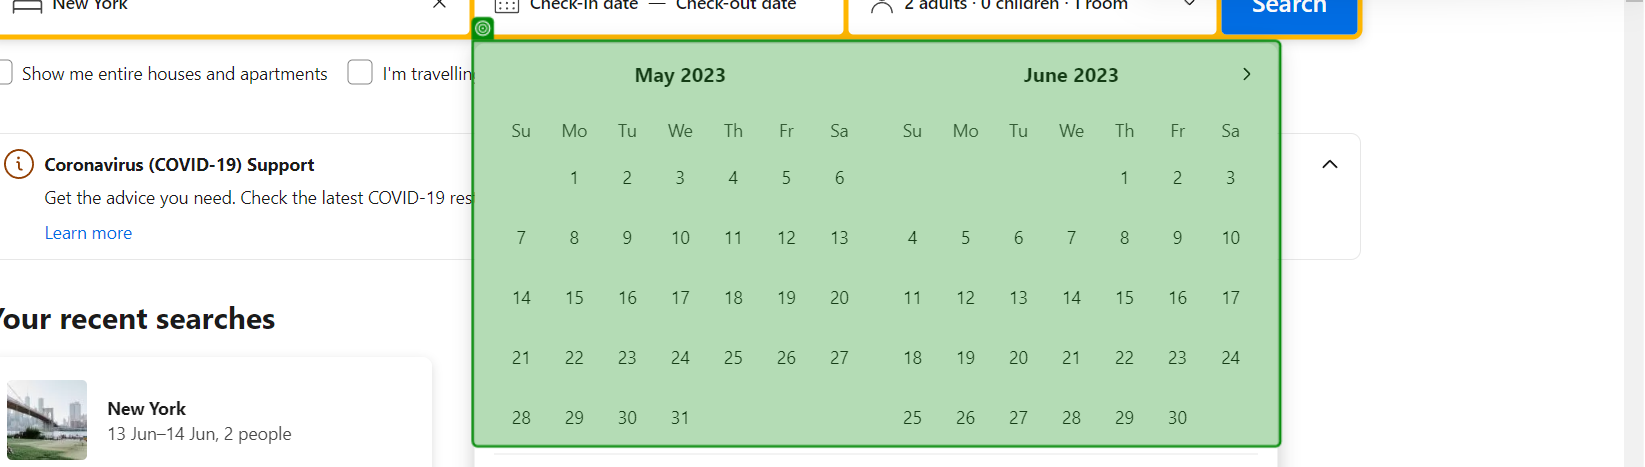 New York
Check-in date — Check-out date
2 adults · 0 children · 1 room
Search
Show me entire houses and apartments
I'm travellin
May 2023
Su Mo Tu We Th Fr Sa
1 2 3 4 5 6
7 8 9 10 11 12 13
14 15 16 17 18 19 20
21 22 23 24 25 26 27
28 29 30 31
June 2023
Su Mo Tu We Th Fr Sa
1 2 3
4 5 6 7 8 9 10
11 12 13 14 15 16 17
18 19 20 21 22 23 24
25 26 27 28 29 30
Coronavirus (COVID-19) Support
Get the advice you need. Check the latest COVID-19 res
Learn more
Your recent searches
New York
13 Jun–14 Jun, 2 people